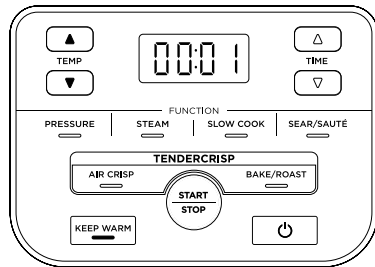 00:01
TEMP
TIME
FUNCTION
PRESSURE
STEAM
SLOW COOK
SEAR/SAUTÉ
TENDERCRISP
AIR CRISP
BAKE/ROAST
START
STOP
KEEP WARM